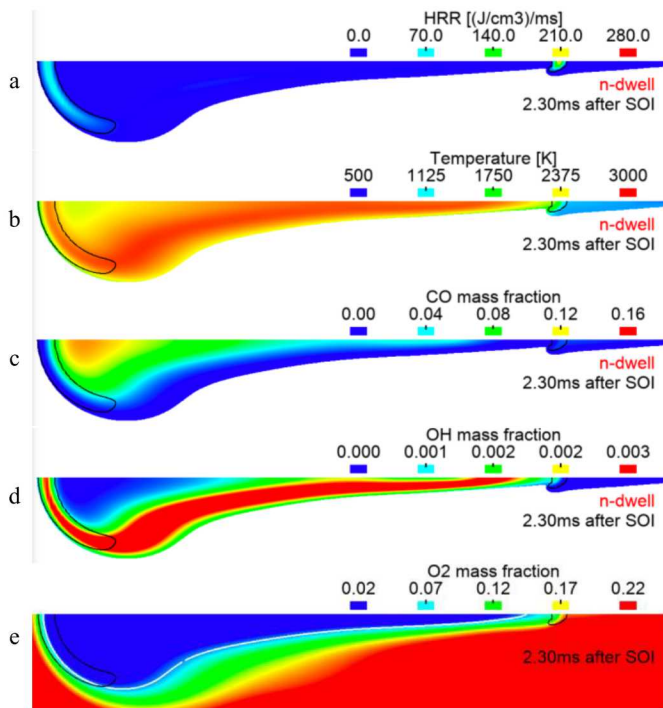 HRR [(J/cm3)/ms]
0.0 70.0 140.0 210.0 280.0
a
n-dwell
2.30ms after SOI
Temperature [K]
500 1125 1750 2375 3000
b
n-dwell
2.30ms after SOI
CO mass fraction
0.00 0.04 0.08 0.12 0.16
c
n-dwell
2.30ms after SOI
OH mass fraction
0.000 0.001 0.002 0.002 0.003
d
n-dwell
2.30ms after SOI
O2 mass fraction
0.02 0.07 0.12 0.17 0.22
e
2.30ms after SOI